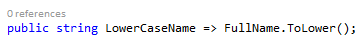 0 references
public string LowerCaseName => FullName.ToLower();